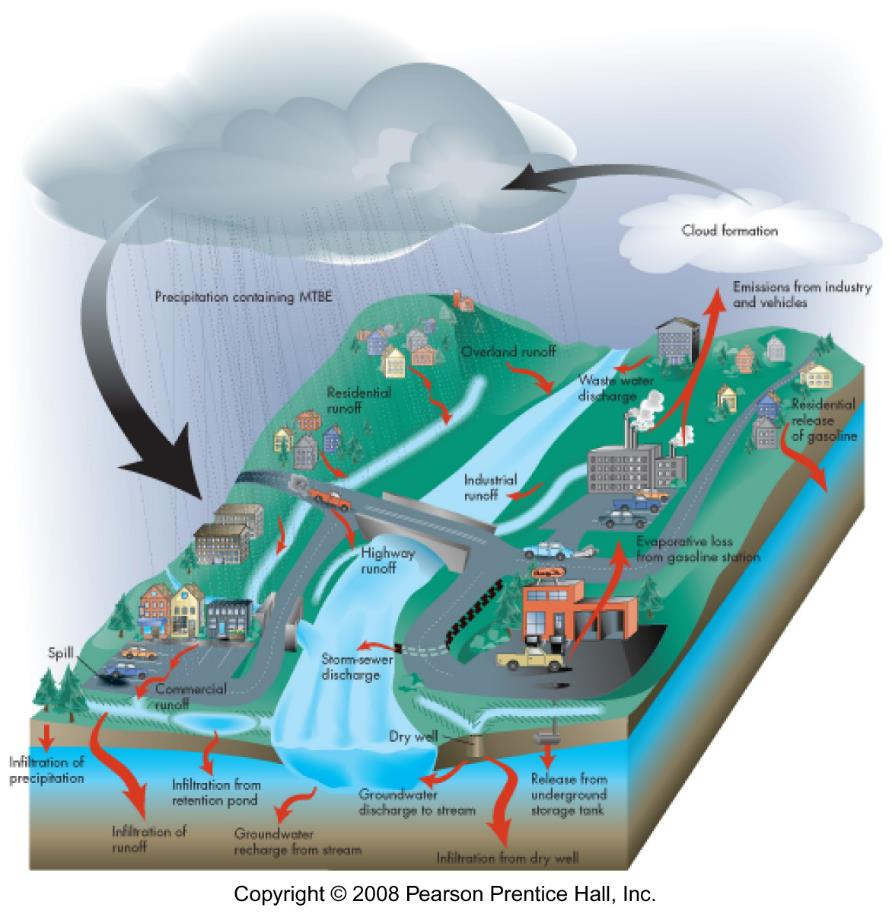 Cloud formation
Precipitation containing MTBE
Emissions from industry
and vehicles
Overland runoff
Waste water
discharge
Residential
runoff
Residential
release
of gasoline
Industrial
runoff
Highway
runoff
Evaporative loss
from gasoline station
Spill
Storm-sewer
discharge
Commercial
runoff
Dry well
Infiltration of
precipitation
Infiltration from
retention pond
Groundwater
discharge to stream
Release from
underground
storage tank
Infiltration of
runoff
Groundwater
recharge from stream
Infiltration from dry well
Copyright © 2008 Pearson Prentice Hall, Inc.